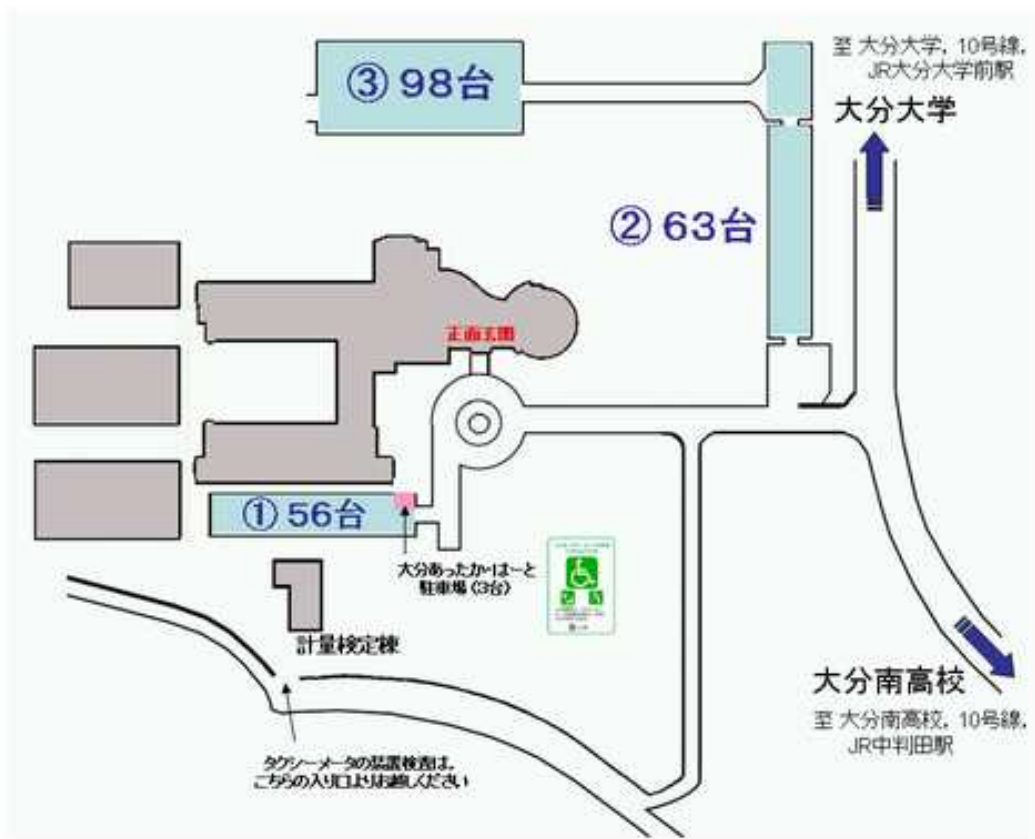 ③ 98台
至 大分大学, 10号線,
JR大分大学前駅
大分大学
② 63台
正面玄関
① 56台
大分あったか・はーと
駐車場（3台）
計量検定棟
大分南高校
至 大分南高校, 10号線,
JR中判田駅
タクシーメータの装置検査は、
こちらの入り口よりお越しください